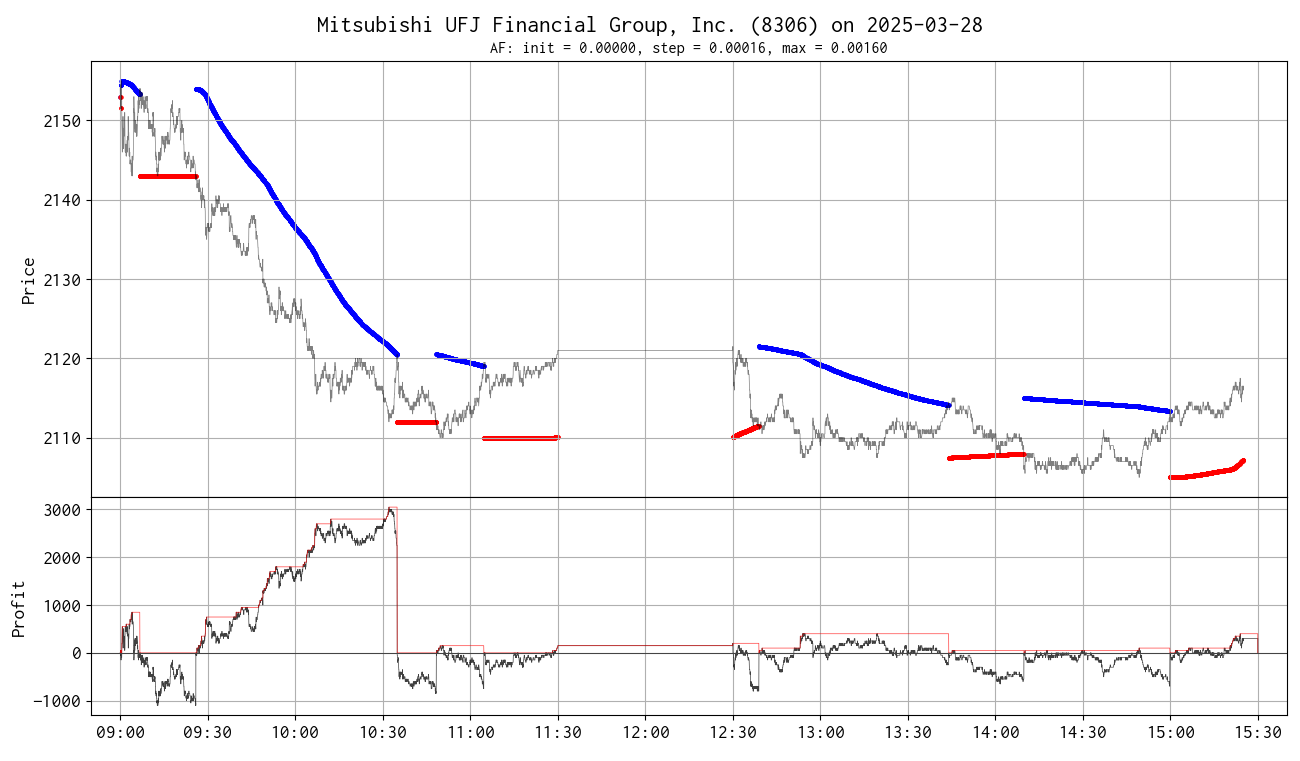 Mitsubishi UFJ Financial Group, Inc. (8306) on 2025-03-28
AF: init = 0.00000, step = 0.00016, max = 0.00160
Price
2150
2140
2130
2120
2110
Profit
3000
2000
1000
0
−1000
09:00 09:30 10:00 10:30 11:00 11:30 12:00 12:30 13:00 13:30 14:00 14:30 15:00 15:30